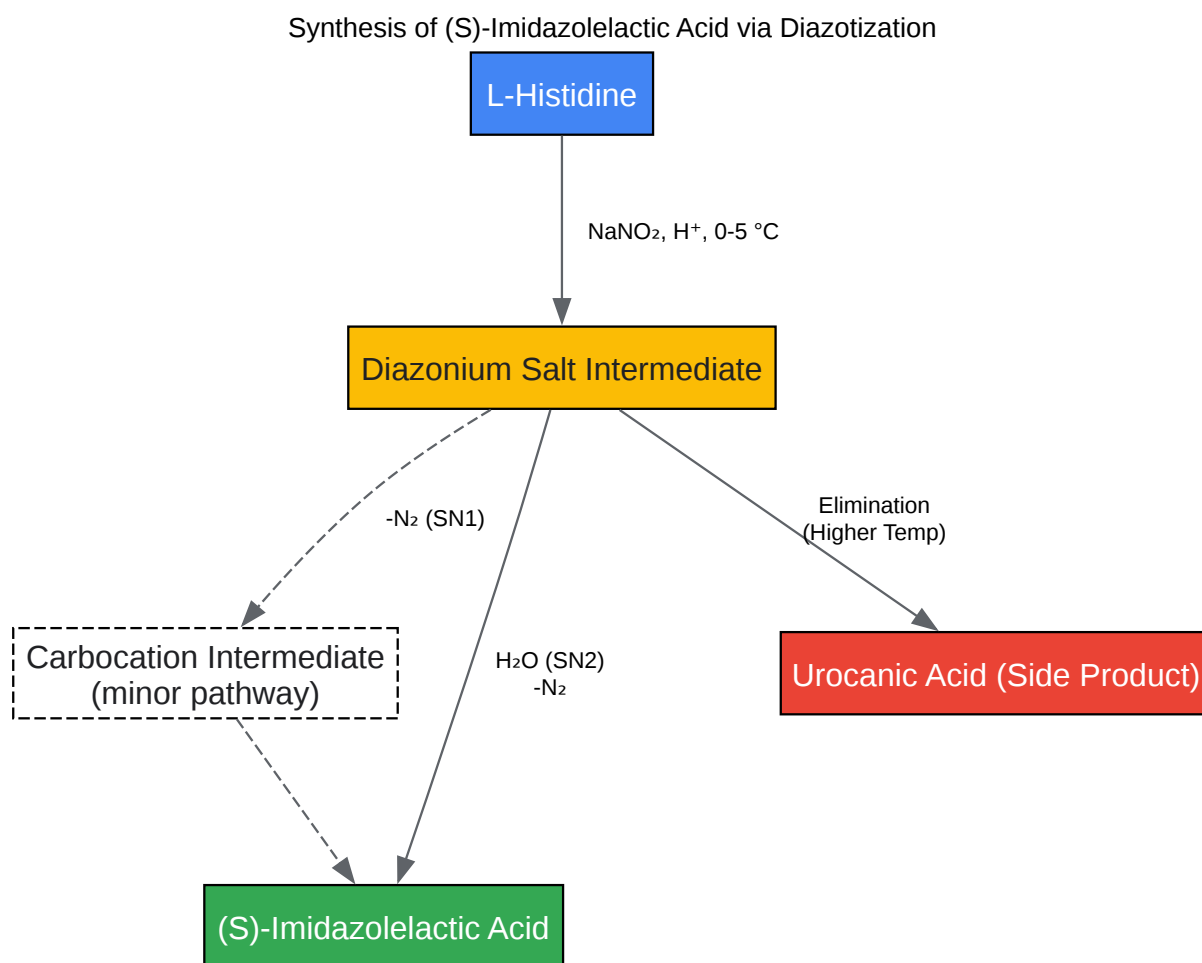 Synthesis of (S)-Imidazolelactic Acid via Diazotization
L-Histidine
NaNO₂, H⁺, 0-5 °C
Diazonium Salt Intermediate
-N₂ (SN1)
Elimination
(Higher Temp)
Carbocation Intermediate
(minor pathway)
H₂O (SN2)
-N₂
Urocanic Acid (Side Product)
(S)-Imidazolelactic Acid